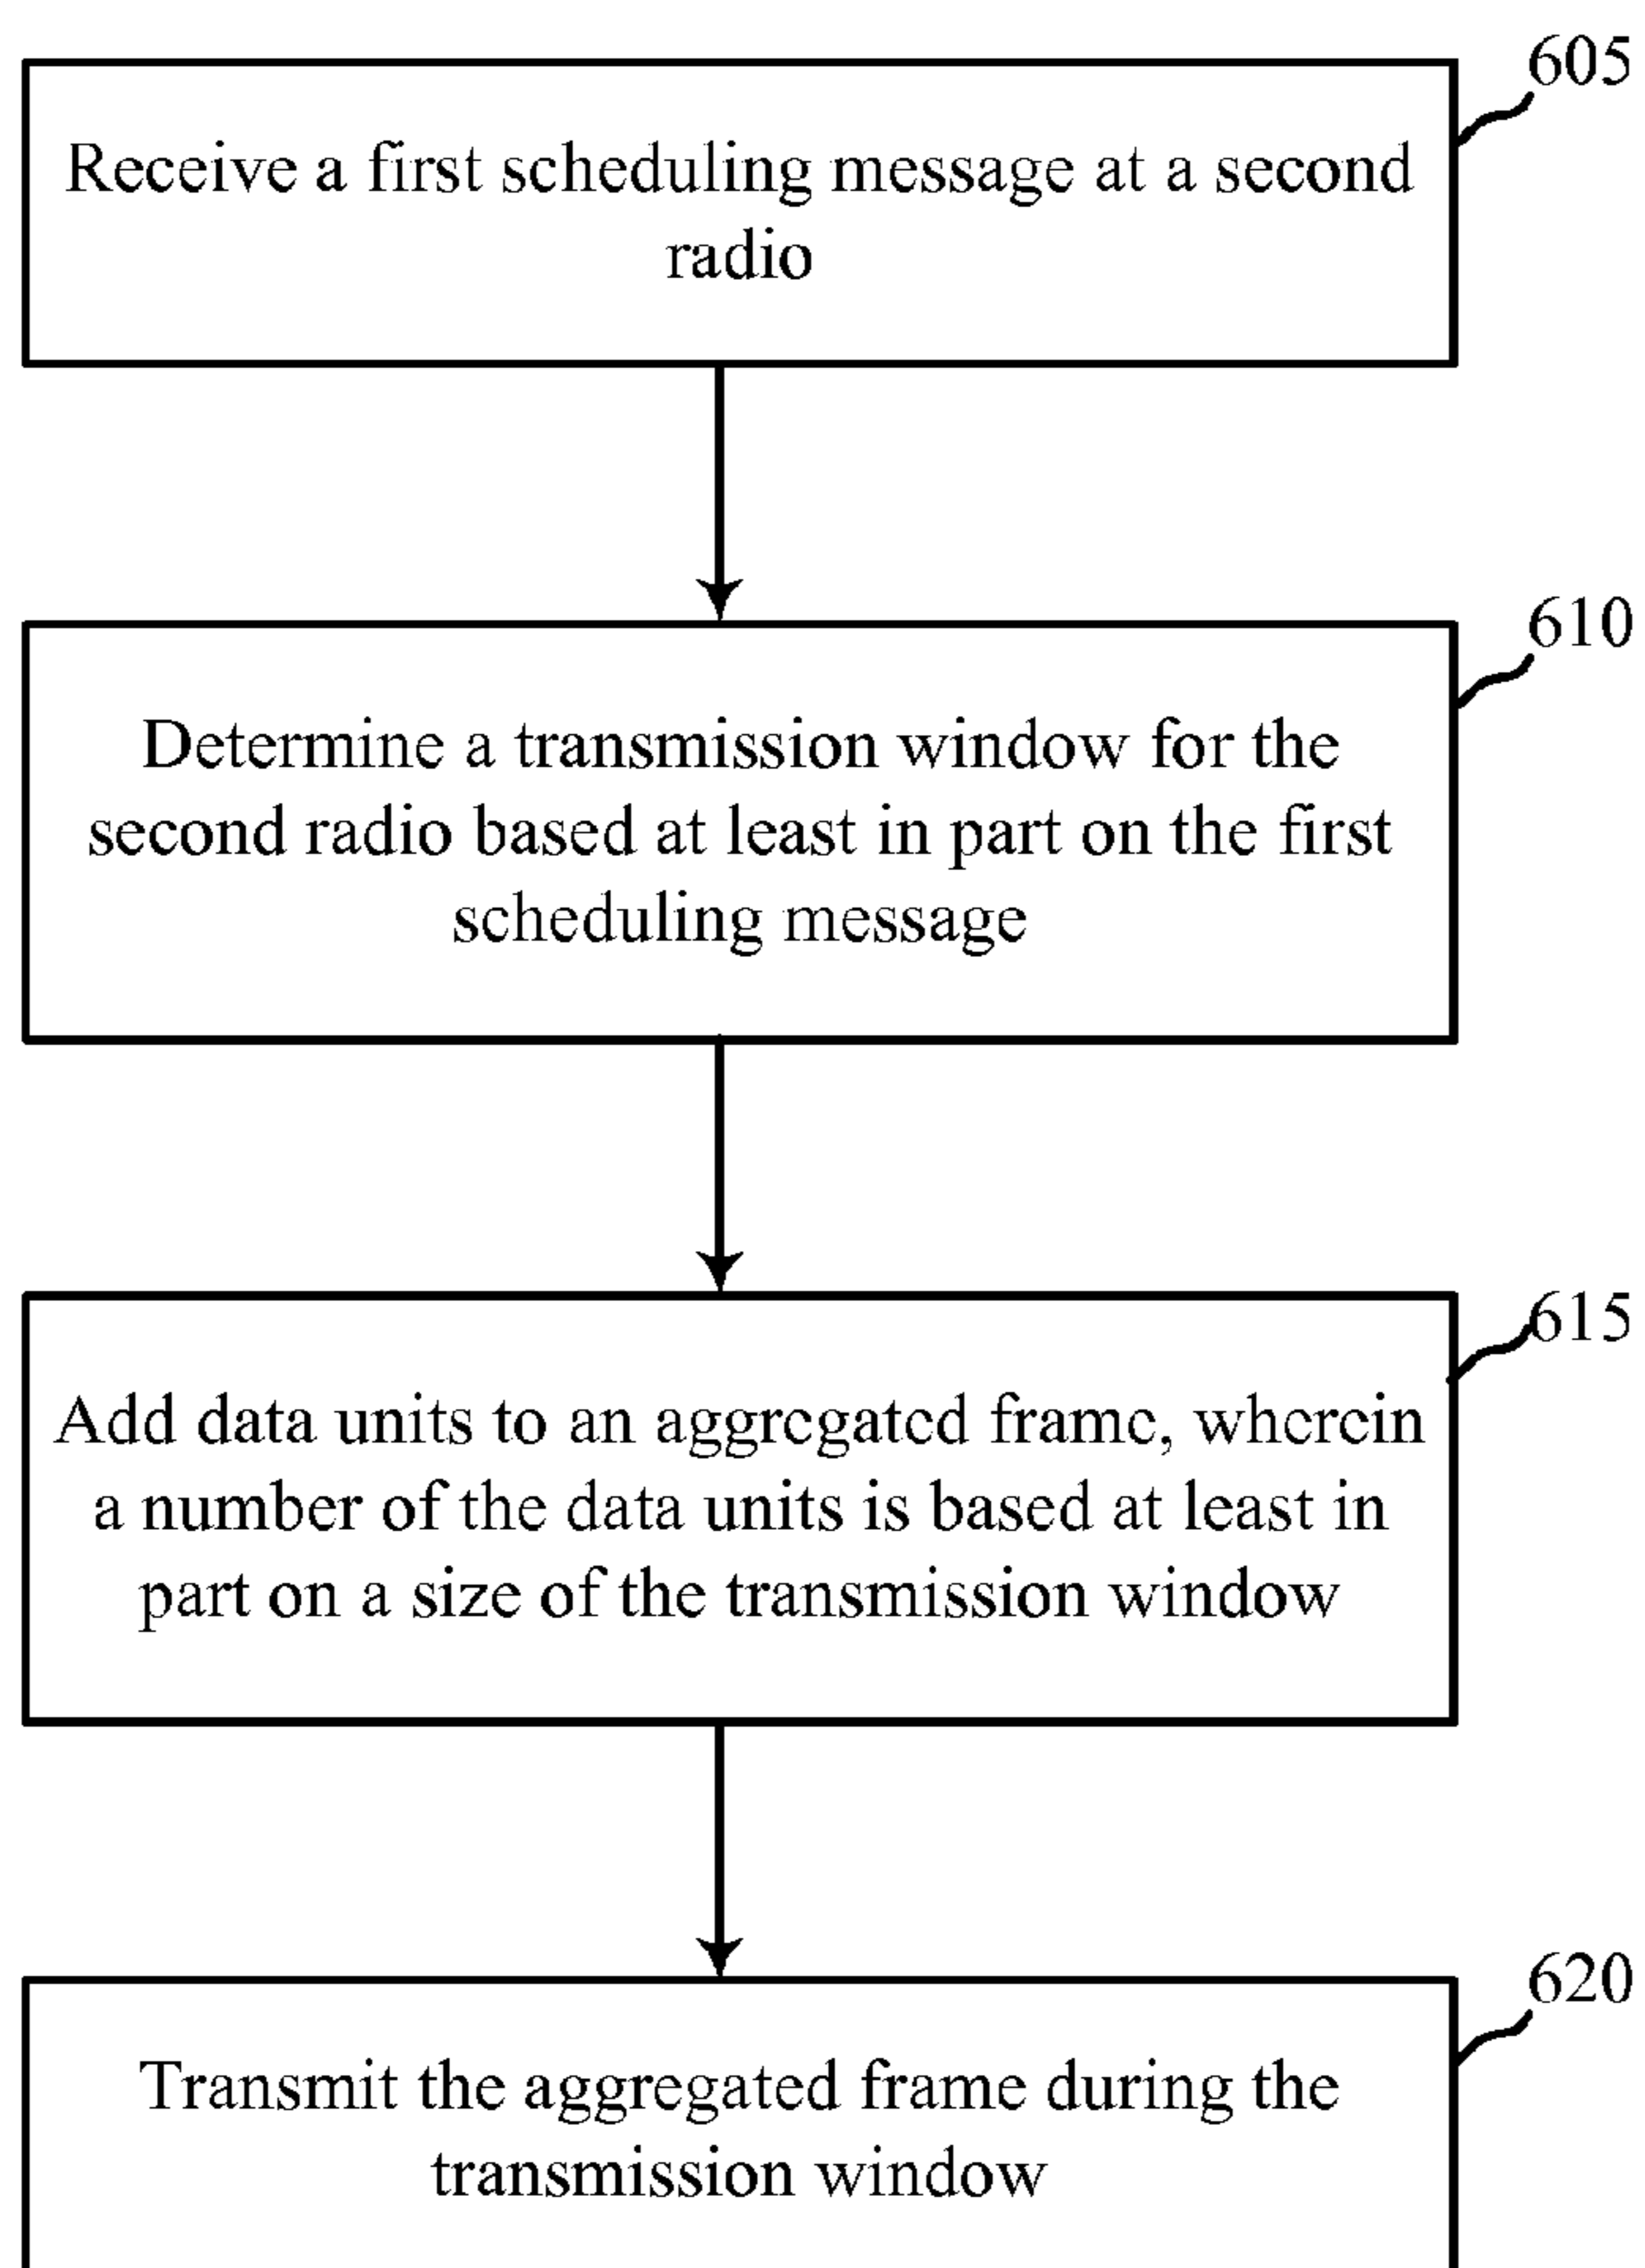 605
Receive a first scheduling message at a second
radio
610
Determine a transmission window for the
second radio based at least in part on the first
scheduling message
615
Add data units to an aggregated frame, wherein
a number of the data units is based at least in
part on a size of the transmission window
620
Transmit the aggregated frame during the
transmission window